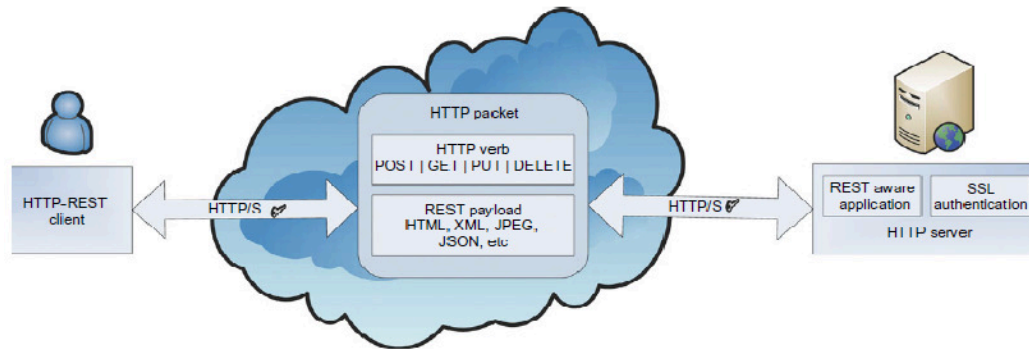 HTTP-REST
client
HTTP/S
HTTP packet
HTTP verb
POST | GET | PUT | DELETE
REST payload
HTML, XML, JPEG,
JSON, etc
HTTP/S
REST aware
application
SSL
authentication
HTTP server